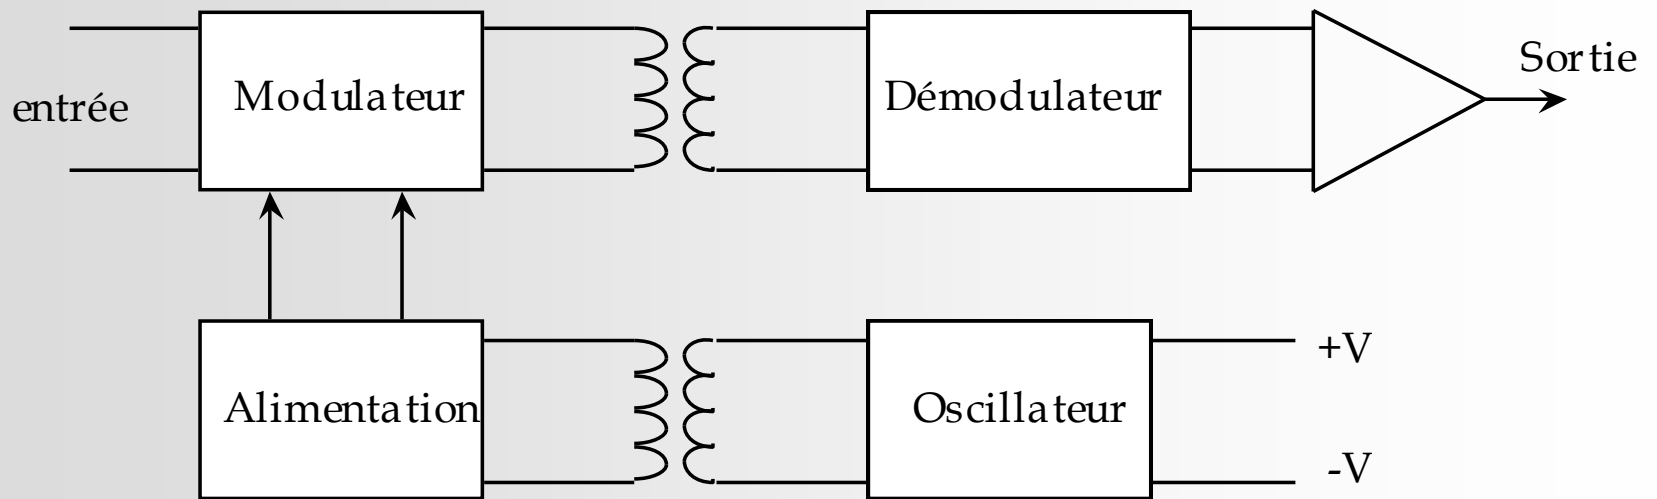 entrée
Modulateur
Démodulateur
Sortie
Alimentation
Oscillateur
+V
-V